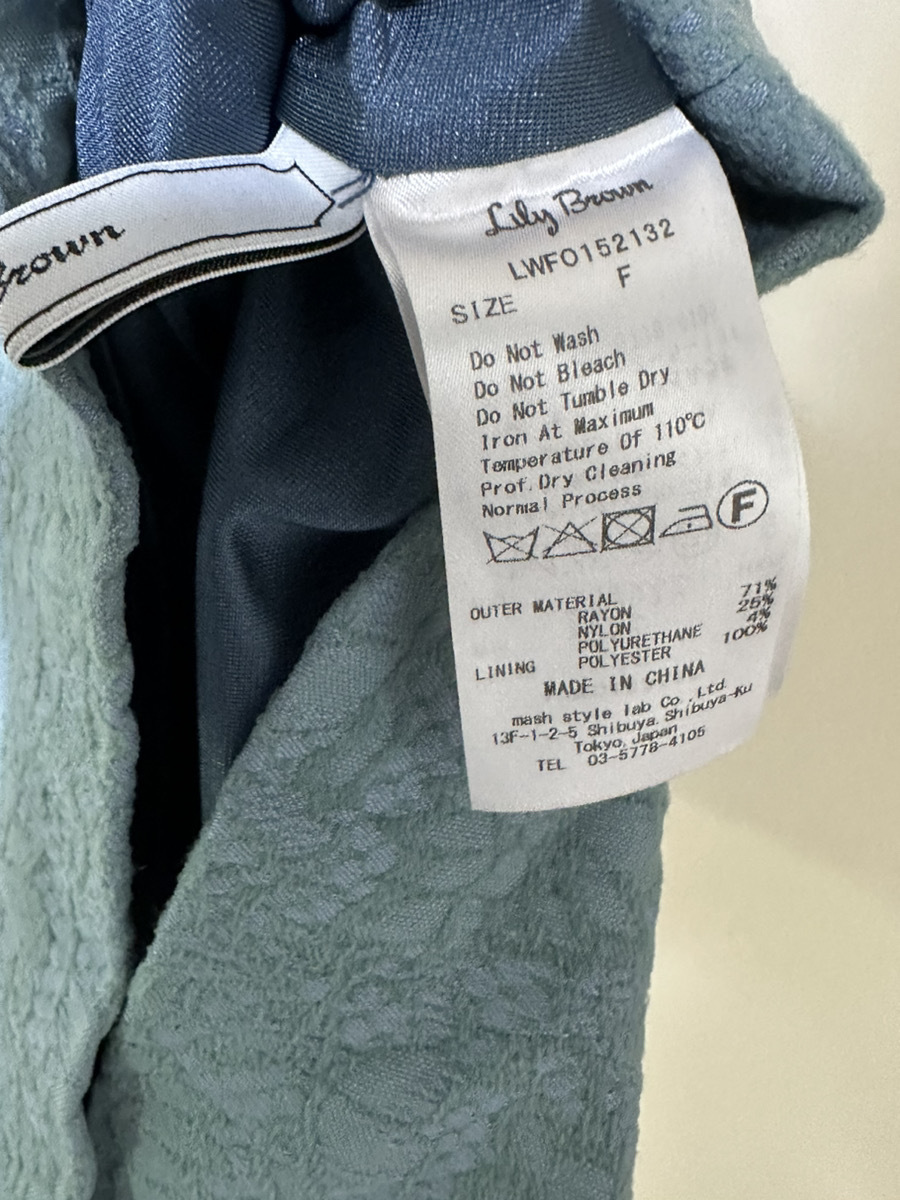 Brown
Lily Brown
LWFO152132
SIZE F
Do Not Wash
Do Not Bleach
Do Not Tumble Dry
Iron At Maximum
Temperature Of 110℃
Prof.Dry Cleaning
Normal Process
F
OUTER MATERIAL
RAYON 71%
NYLON 25%
POLYURETHANE 4%
LINING POLYESTER 100%
MADE IN CHINA
mash style lab Co.,Ltd.
13F-1-2-5 Shibuya,Shibuya-Ku
Tokyo,Japan
TEL 03-5778-4105